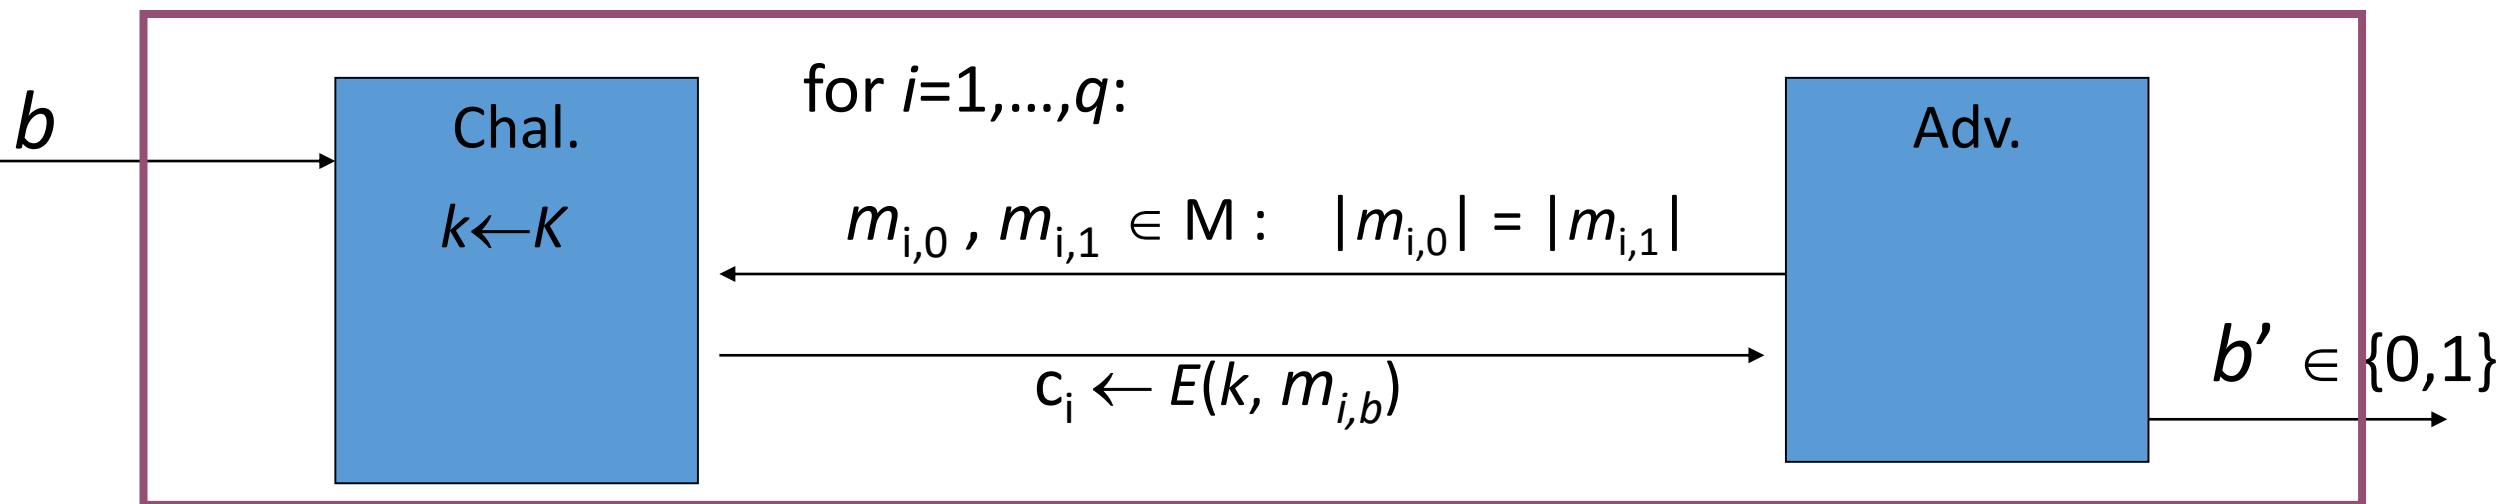 b
Chal.
k←K
for i=1,...,q:
m_{i,0} , m_{i,1} ∈ M : |m_{i,0}| = |m_{i,1}|
c_i ← E(k, m_{i,b})
Adv.
b' ∈ {0,1}